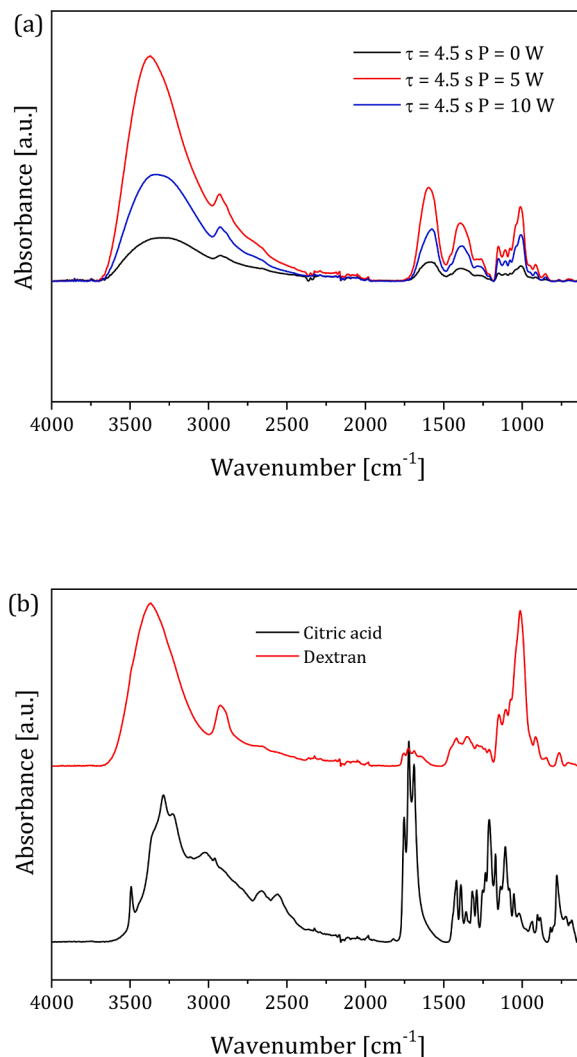 (a)
τ = 4.5 s P = 0 W
τ = 4.5 s P = 5 W
τ = 4.5 s P = 10 W
Absorbance [a.u.]
4000 3500 3000 2500 2000 1500 1000
Wavenumber [cm⁻¹]
(b)
Citric acid
Dextran
Absorbance [a.u.]
4000 3500 3000 2500 2000 1500 1000
Wavenumber [cm⁻¹]